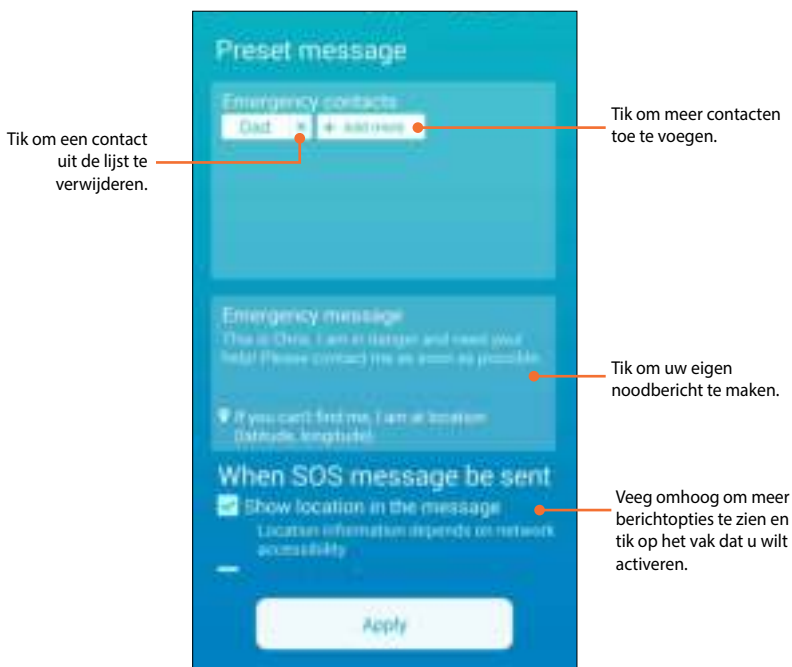 Preset message
Emergency contacts
Dad
+ Add more
Tik om een contact
uit de lijst te
verwijderen.
Tik om meer contacten
toe te voegen.
Emergency message
This is Chris, I am in danger and need your
help! Please contact me as soon as possible.
If you can't find me, I am at location
(latitude, longitude)
Tik om uw eigen
noodbericht te maken.
When SOS message be sent
Show location in the message
Location information depends on network
accessibility
Veeg omhoog om meer
berichtopties te zien en
tik op het vak dat u wilt
activeren.
Apply